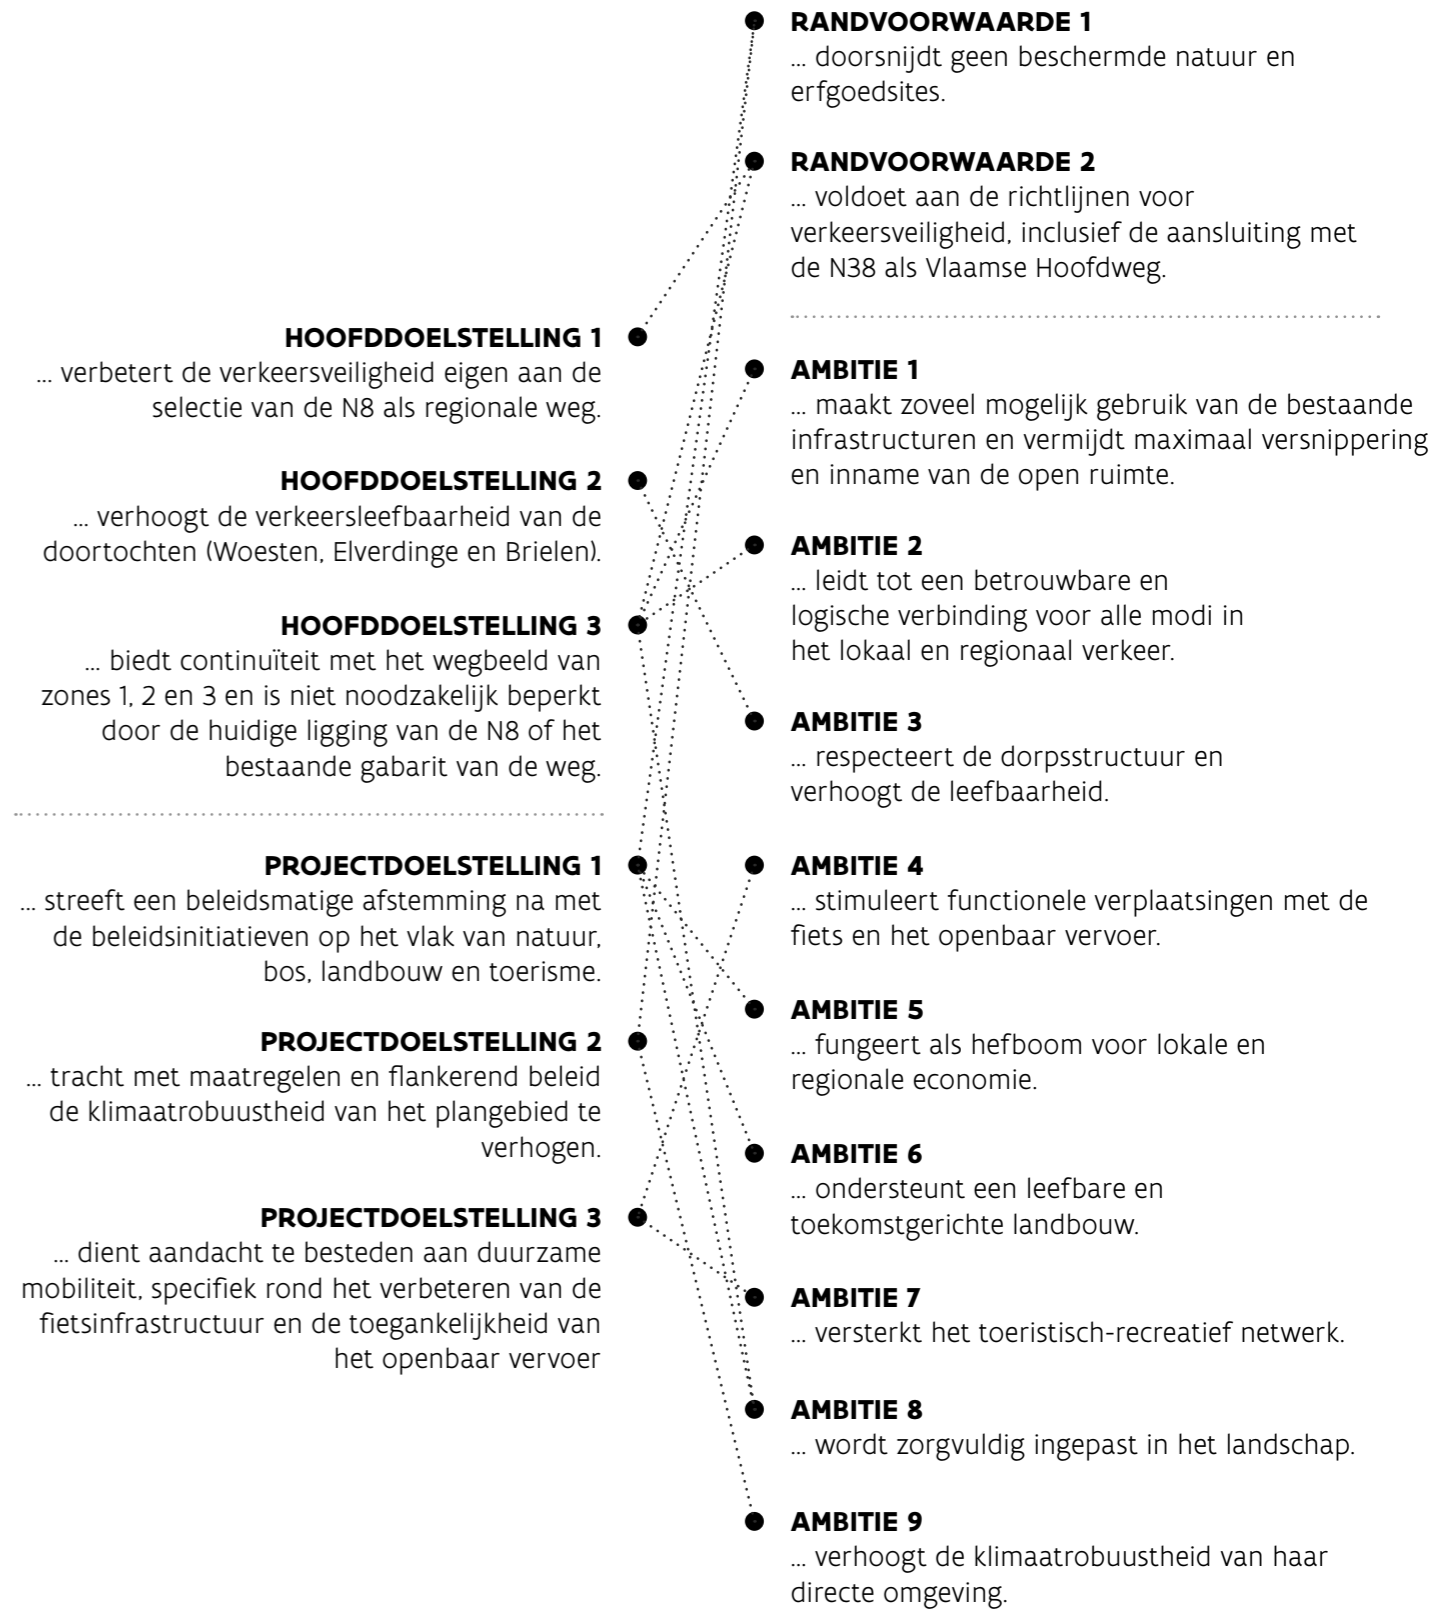 HOOFDDOELSTELLING 1
... verbetert de verkeersveiligheid eigen aan de
selectie van de N8 als regionale weg.
HOOFDDOELSTELLING 2
... verhoogt de verkeersleefbaarheid van de
doortochten (Woesten, Elverdinge en Brielen).
HOOFDDOELSTELLING 3
... biedt continuïteit met het wegbeeld van
zones 1, 2 en 3 en is niet noodzakelijk beperkt
door de huidige ligging van de N8 of het
bestaande gabarit van de weg.
PROJECTDOELSTELLING 1
... streeft een beleidsmatige afstemming na met
de beleidsinitiatieven op het vlak van natuur,
bos, landbouw en toerisme.
PROJECTDOELSTELLING 2
... tracht met maatregelen en flankerend beleid
de klimaatrobuustheid van het plangebied te
verhogen.
PROJECTDOELSTELLING 3
... dient aandacht te besteden aan duurzame
mobiliteit, specifiek rond het verbeteren van de
fietsinfrastructuur en de toegankelijkheid van
het openbaar vervoer
RANDVOORWAARDE 1
... doorsnijdt geen beschermde natuur en
erfgoedsites.
RANDVOORWAARDE 2
... voldoet aan de richtlijnen voor
verkeersveiligheid, inclusief de aansluiting met
de N38 als Vlaamse Hoofdweg.
AMBITIE 1
... maakt zoveel mogelijk gebruik van de bestaande
infrastructuren en vermijdt maximaal versnippering
en inname van de open ruimte.
AMBITIE 2
... leidt tot een betrouwbare en
logische verbinding voor alle modi in
het lokaal en regionaal verkeer.
AMBITIE 3
... respecteert de dorpsstructuur en
verhoogt de leefbaarheid.
AMBITIE 4
... stimuleert functionele verplaatsingen met de
fiets en het openbaar vervoer.
AMBITIE 5
... fungeert als hefboom voor lokale en
regionale economie.
AMBITIE 6
... ondersteunt een leefbare en
toekomstgerichte landbouw.
AMBITIE 7
... versterkt het toeristisch-recreatief netwerk.
AMBITIE 8
... wordt zorgvuldig ingepast in het landschap.
AMBITIE 9
... verhoogt de klimaatrobuustheid van haar
directe omgeving.